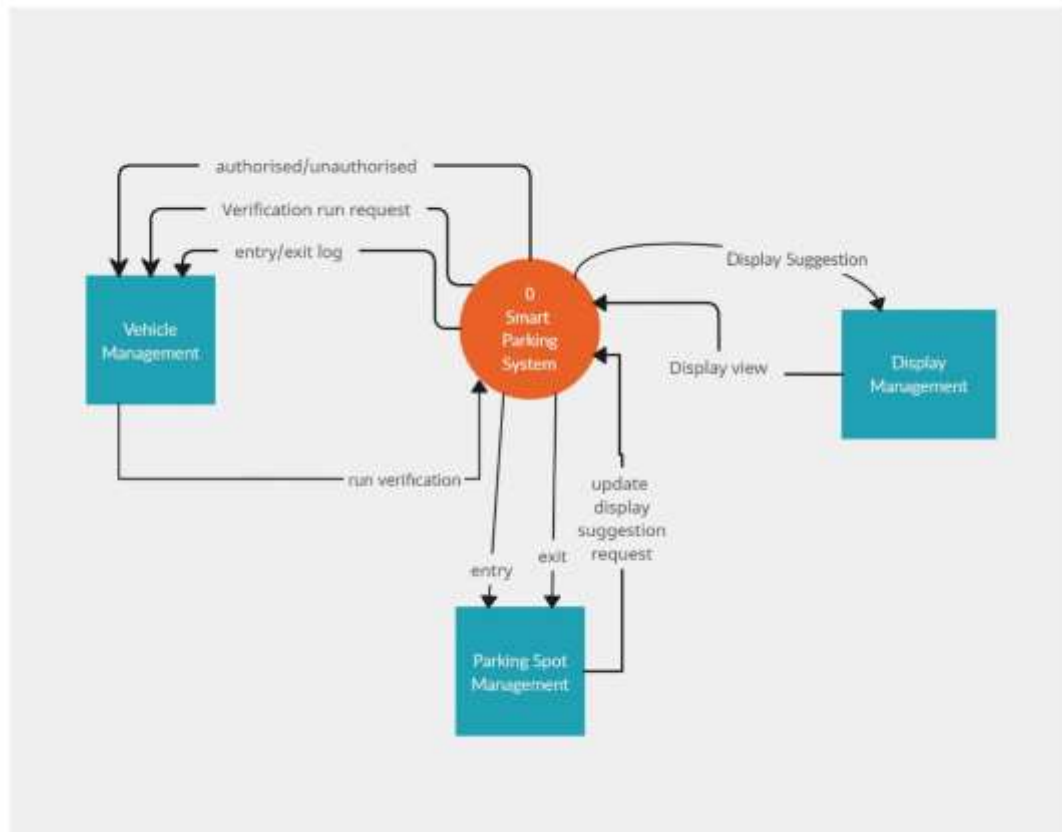 authorised/unauthorised
Verification run request
entry/exit log
Display Suggestion
0
Smart
Parking
System
Vehicle
Management
Display view
Display
Management
run verification
update
display
suggestion
request
exit
entry
Parking Spot
Management